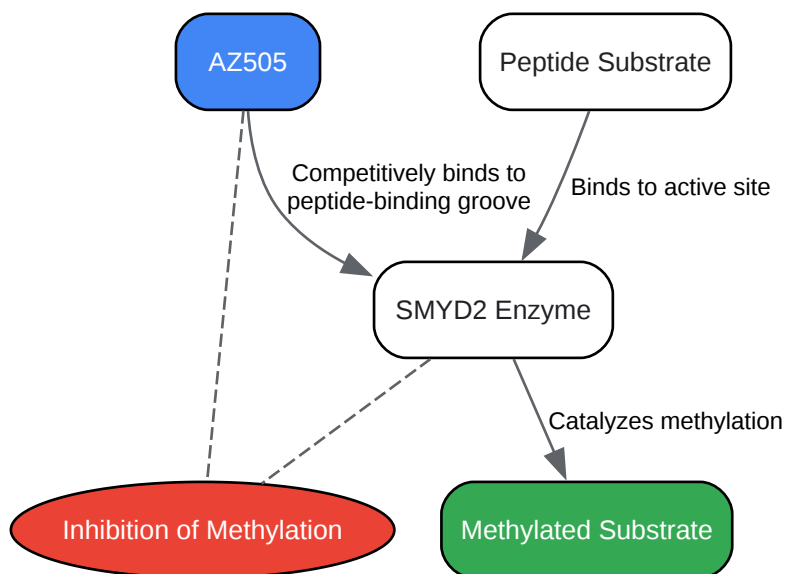 AZ505
Peptide Substrate
Competitively binds to
peptide-binding groove
Binds to active site
SMYD2 Enzyme
Catalyzes methylation
Inhibition of Methylation
Methylated Substrate